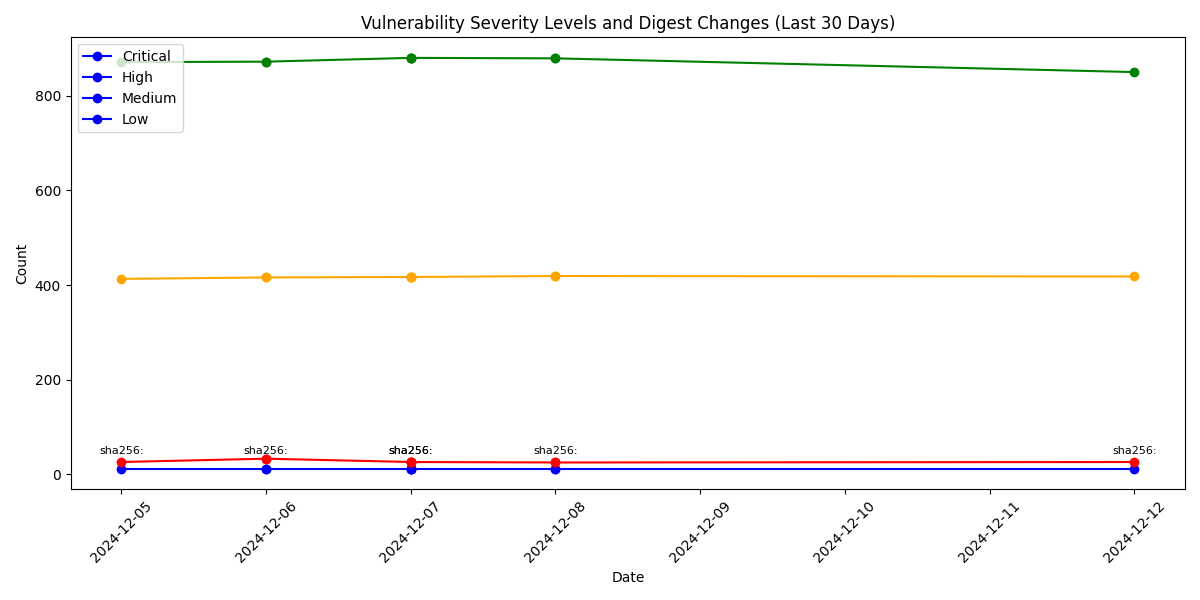 Vulnerability Severity Levels and Digest Changes (Last 30 Days)
Critical
High
Medium
Low
Count
800
600
400
200
0
sha256:
sha256:
sha256:
sha256:
sha256:
2024-12-05
2024-12-06
2024-12-07
2024-12-08
2024-12-09
2024-12-10
2024-12-11
2024-12-12
Date